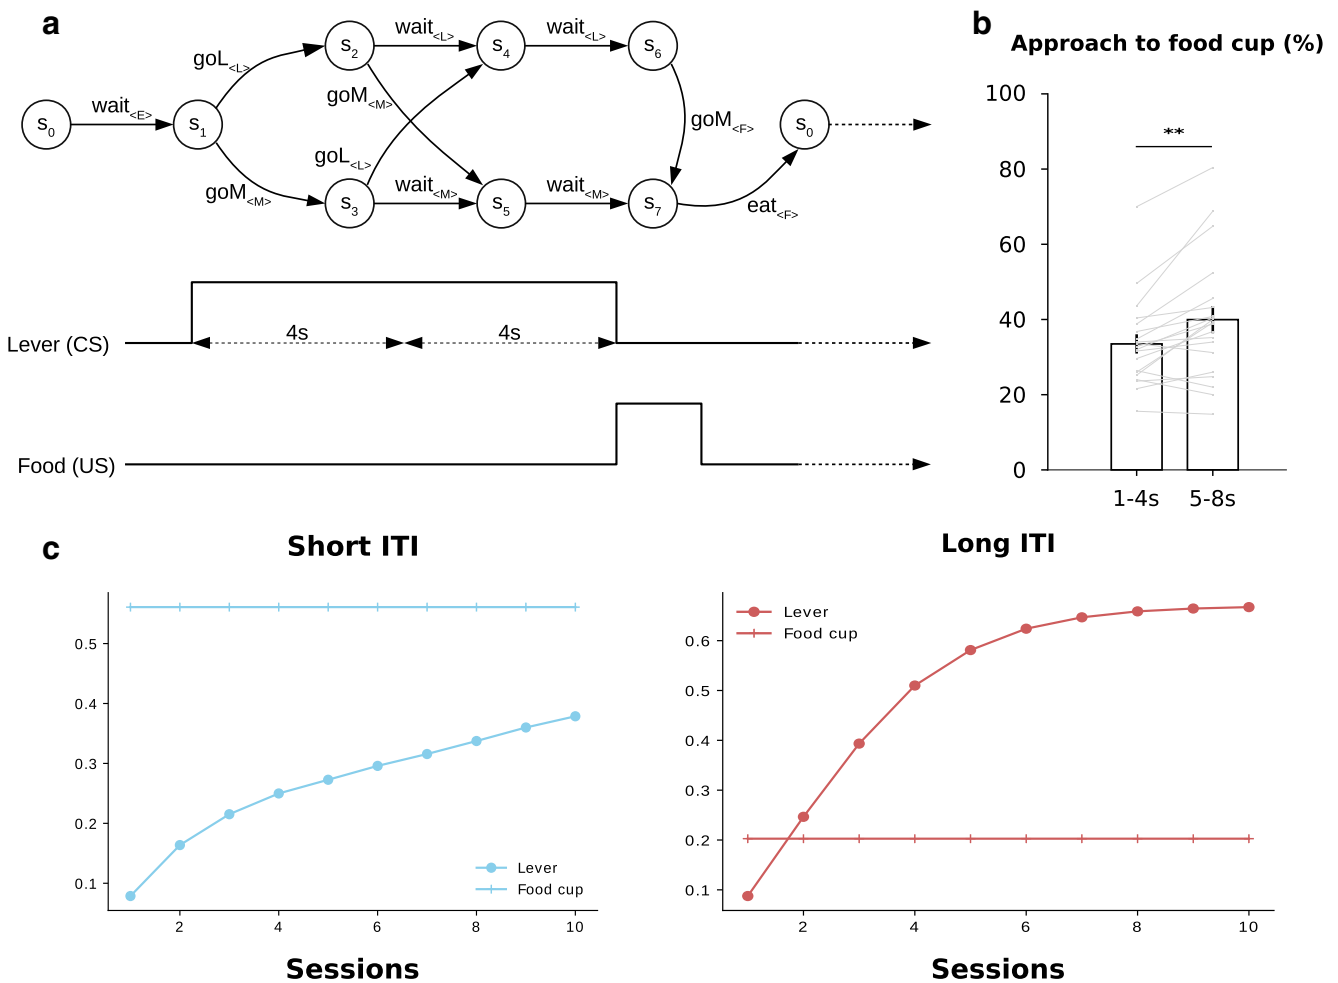 a
wait<E>
goL<L>
goM<M>
wait<L>
wait<L>
goM<M>
goL<L>
wait<M>
wait<M>
goM<F>
eat<F>
s0
s1
s2
s3
s4
s5
s6
s7
s0
Lever (CS)
4s
4s
Food (US)
b
Approach to food cup (%)
100
80
60
40
20
0
**
1-4s
5-8s
c
Short ITI
0.5
0.4
0.3
0.2
0.1
2 4 6 8 10
Lever
Food cup
Sessions
Long ITI
Lever
Food cup
0.6
0.5
0.4
0.3
0.2
0.1
2 4 6 8 10
Sessions